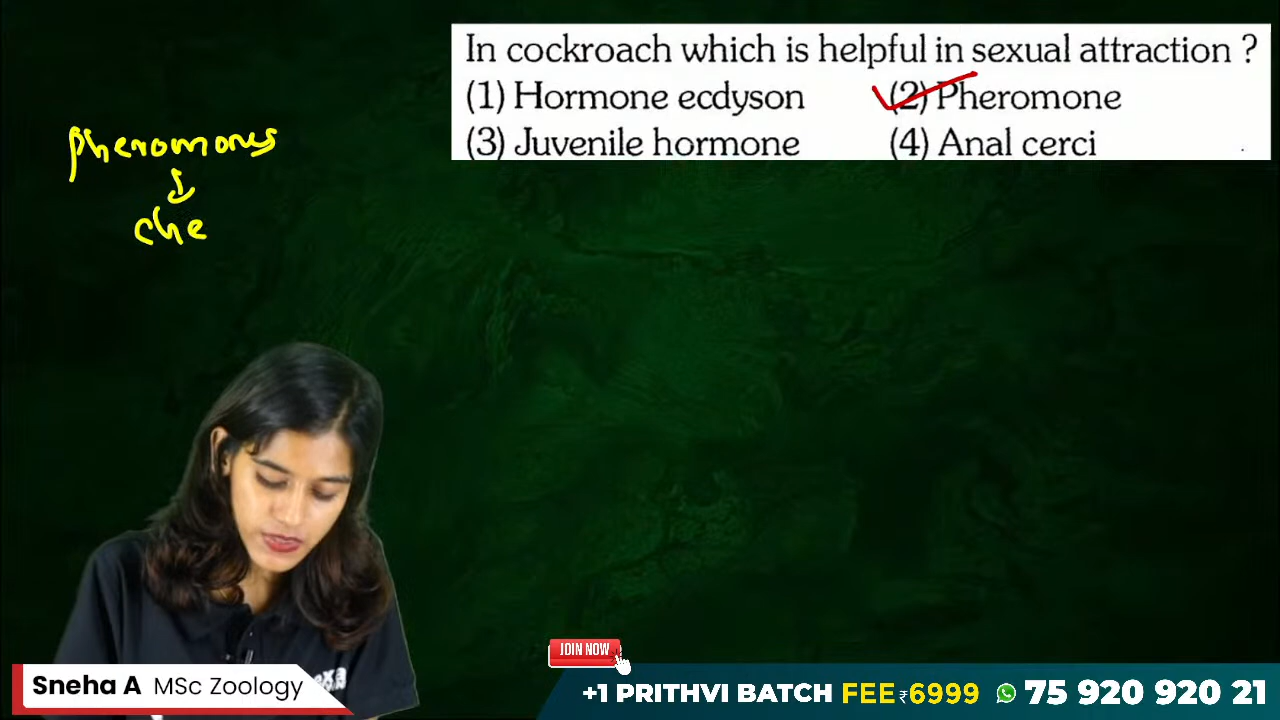 In cockroach which is helpful in sexual attraction ?
(1) Hormone ecdyson (2) Pheromone
(3) Juvenile hormone (4) Anal cerci
pheromones
che
Sneha A MSc Zoology
JOIN NOW
+1 PRITHVI BATCH FEE ₹6999 75 920 920 21